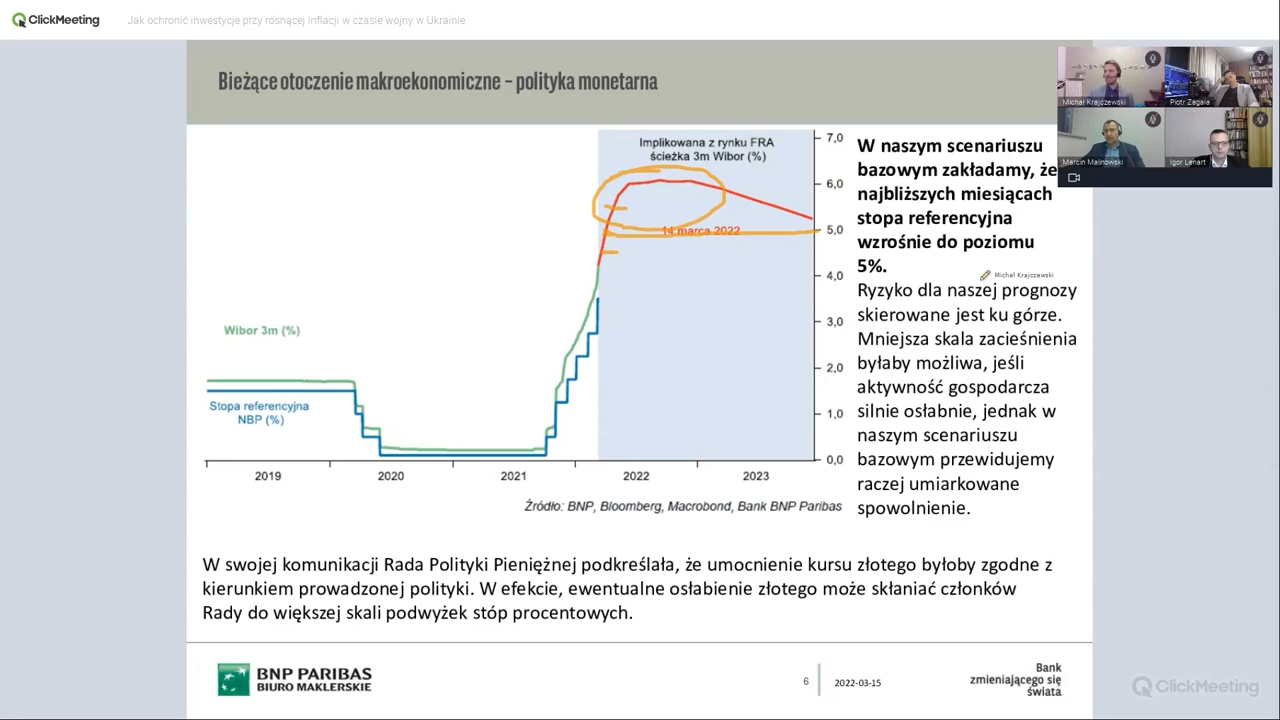 ClickMeeting
Jak ochronić inwestycje przy rosnącej inflacji w czasie wojny w Ukrainie
Bieżące otoczenie makroekonomiczne – polityka monetarna
Michał Krajczewski
Piotr Zagała
Marcin Malinowski
Igor Lenart
Implikowana z rynku FRA
ścieżka 3m Wibor (%)
14 marca 2022
Wibor 3m (%)
Stopa referencyjna
NBP (%)
7,0
6,0
5,0
4,0
3,0
2,0
1,0
0,0
2019 2020 2021 2022 2023
Źródło: BNP, Bloomberg, Macrobond, Bank BNP Paribas
W naszym scenariuszu
bazowym zakładamy, że
najbliższych miesiącach
stopa referencyjna
wzrośnie do poziomu
5%.
Michał Krajczewski
Ryzyko dla naszej prognozy
skierowane jest ku górze.
Mniejsza skala zacieśnienia
byłaby możliwa, jeśli
aktywność gospodarcza
silnie osłabnie, jednak w
naszym scenariuszu
bazowym przewidujemy
raczej umiarkowane
spowolnienie.
W swojej komunikacji Rada Polityki Pieniężnej podkreślała, że umocnienie kursu złotego byłoby zgodne z
kierunkiem prowadzonej polityki. W efekcie, ewentualne osłabienie złotego może skłaniać członków
Rady do większej skali podwyżek stóp procentowych.
BNP PARIBAS
BIURO MAKLERSKIE
6
2022-03-15
Bank
zmieniającego się
świata
ClickMeeting